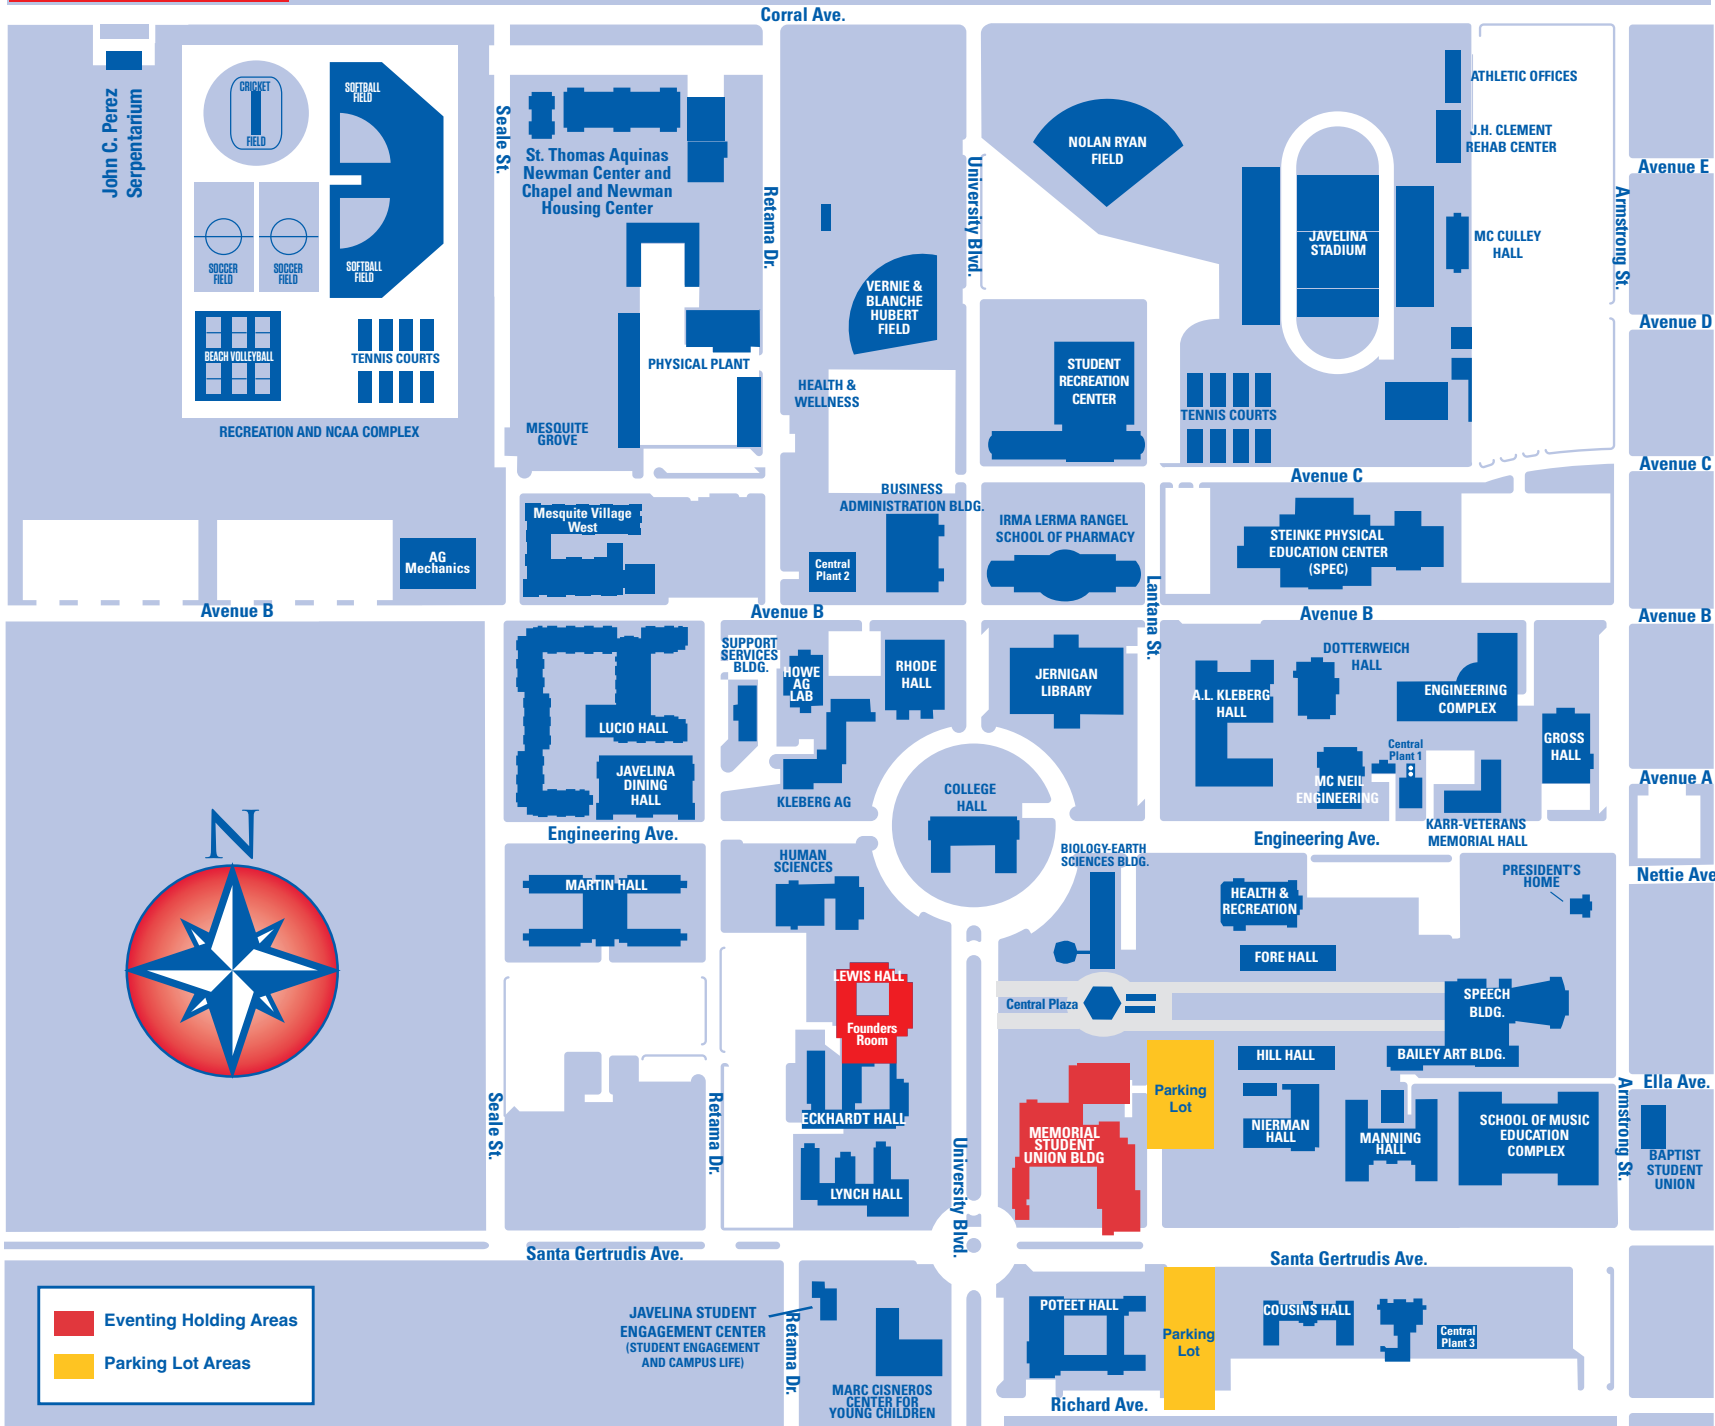 Corral Ave.
John C. Perez
Serpentarium
CRICKET
FIELD
SOFTBALL
FIELD
SOCCER
FIELD
SOCCER
FIELD
SOFTBALL
FIELD
BEACH VOLLEYBALL
TENNIS COURTS
RECREATION AND NCAA COMPLEX
Seale St.
St. Thomas Aquinas
Newman Center and
Chapel and Newman
Housing Center
Retama Dr.
PHYSICAL PLANT
MESQUITE
GROVE
VERNIE &
BLANCHE
HUBERT
FIELD
HEALTH &
WELLNESS
University Blvd.
NOLAN RYAN
FIELD
JAVELINA
STADIUM
ATHLETIC OFFICES
J.H. CLEMENT
REHAB CENTER
MC CULLEY
HALL
Armstrong St.
Avenue E
Avenue D
Avenue C
STUDENT
RECREATION
CENTER
TENNIS COURTS
Avenue C
AG
Mechanics
Mesquite Village
West
BUSINESS
ADMINISTRATION BLDG.
Central
Plant 2
IRMA LERMA RANGEL
SCHOOL OF PHARMACY
STEINKE PHYSICAL
EDUCATION CENTER
(SPEC)
Lantana St.
Avenue B
Avenue B
Avenue B
Avenue B
LUCIO HALL
JAVELINA
DINING
HALL
SUPPORT
SERVICES
BLDG.
HOWE
AG
LAB
RHODE
HALL
KLEBERG AG
JERNIGAN
LIBRARY
A.L. KLEBERG
HALL
DOTTERWEICH
HALL
ENGINEERING
COMPLEX
GROSS
HALL
Central
Plant 1
MC NEIL
ENGINEERING
KARR-VETERANS
MEMORIAL HALL
Avenue A
COLLEGE
HALL
Engineering Ave.
Engineering Ave.
Nettie Ave
N
MARTIN HALL
HUMAN
SCIENCES
BIOLOGY-EARTH
SCIENCES BLDG.
HEALTH &
RECREATION
PRESIDENT'S
HOME
FORE HALL
LEWIS HALL
Founders
Room
Central Plaza
SPEECH
BLDG.
HILL HALL
BAILEY ART BLDG.
Parking
Lot
Ella Ave.
Seale St.
Retama Dr.
ECKHARDT HALL
LYNCH HALL
University Blvd.
MEMORIAL
STUDENT
UNION BLDG
NIERMAN
HALL
MANNING
HALL
SCHOOL OF MUSIC
EDUCATION
COMPLEX
Armstrong St.
BAPTIST
STUDENT
UNION
Santa Gertrudis Ave.
Santa Gertrudis Ave.
Eventing Holding Areas
Parking Lot Areas
JAVELINA STUDENT
ENGAGEMENT CENTER
(STUDENT ENGAGEMENT
AND CAMPUS LIFE)
Retama Dr.
MARC CISNEROS
CENTER FOR
YOUNG CHILDREN
POTEET HALL
Parking
Lot
COUSINS HALL
Central
Plant 3
Richard Ave.